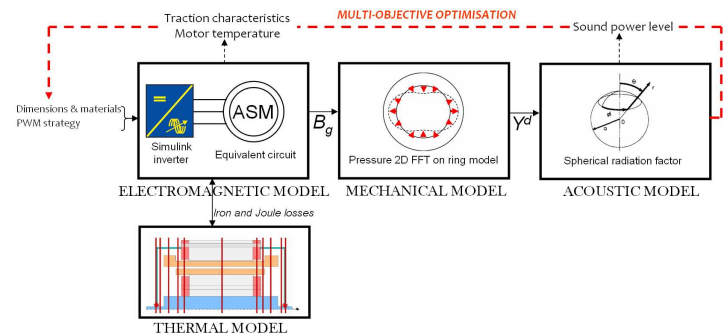 Traction characteristics
Motor temperature
MULTI-OBJECTIVE OPTIMISATION
Sound power level
Dimensions & materials
PWM strategy
ASM
Simulink
inverter
Equivalent circuit
ELECTROMAGNETIC MODEL
Bg
Pressure 2D FFT on ring model
MECHANICAL MODEL
Yd
θ
r
ϕ
a
O
Spherical radiation factor
ACOUSTIC MODEL
Iron and Joule losses
THERMAL MODEL